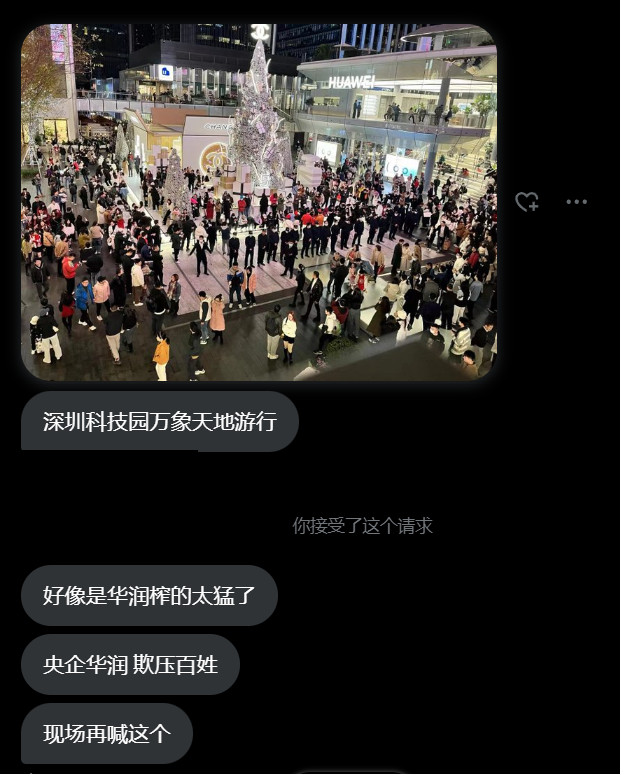 HUAWEI
CHANEL
深圳科技园万象天地游行
你接受了这个请求
好像是华润榨的太猛了
央企华润 欺压百姓
现场再喊这个